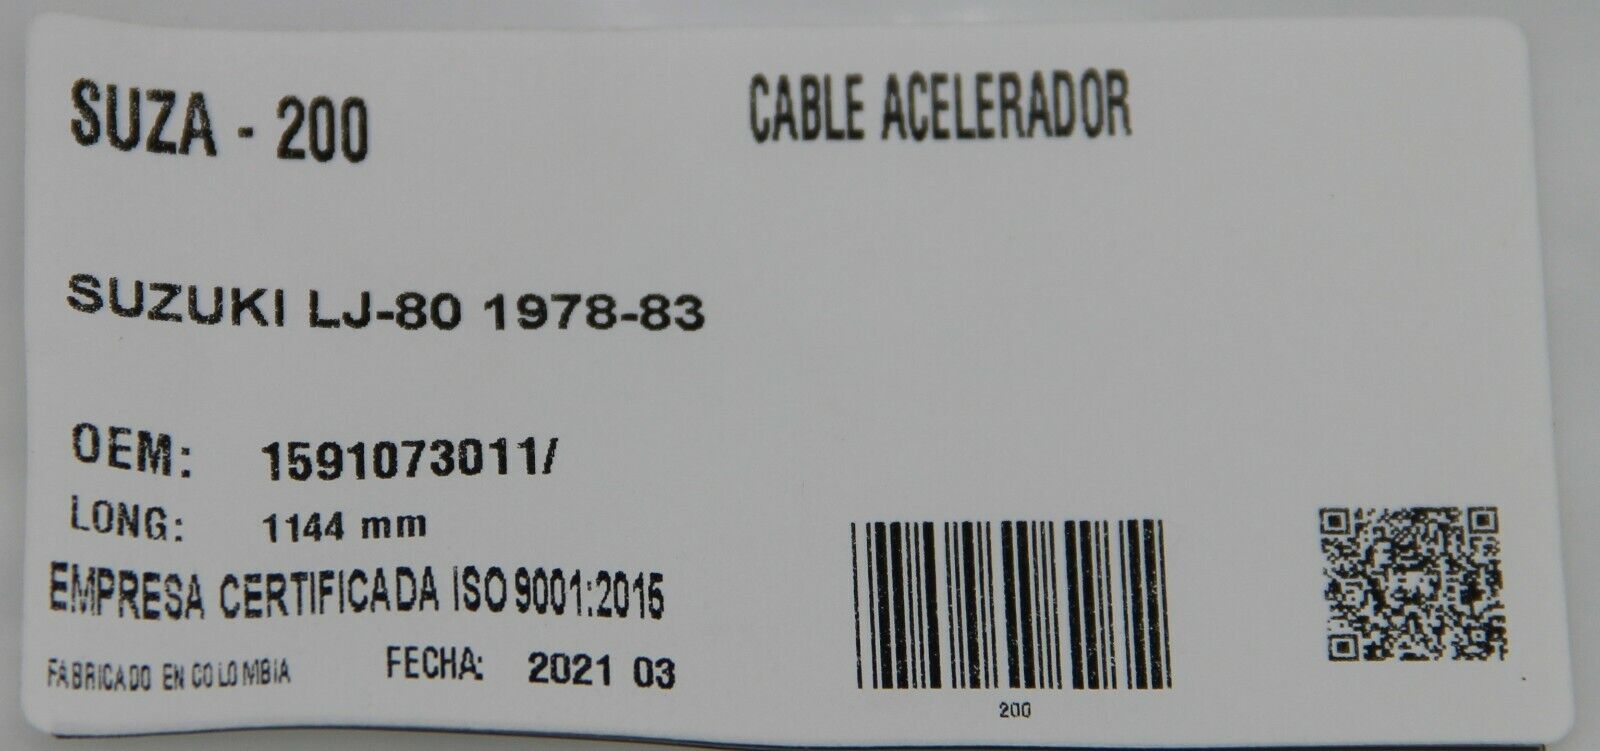 SUZA - 200
CABLE ACELERADOR
SUZUKI LJ-80 1978-83
OEM: 1591073011/
LONG: 1144 mm
EMPRESA CERTIFICADA ISO 9001:2015
FABRICADO EN COLOMBIA
FECHA: 2021 03
200